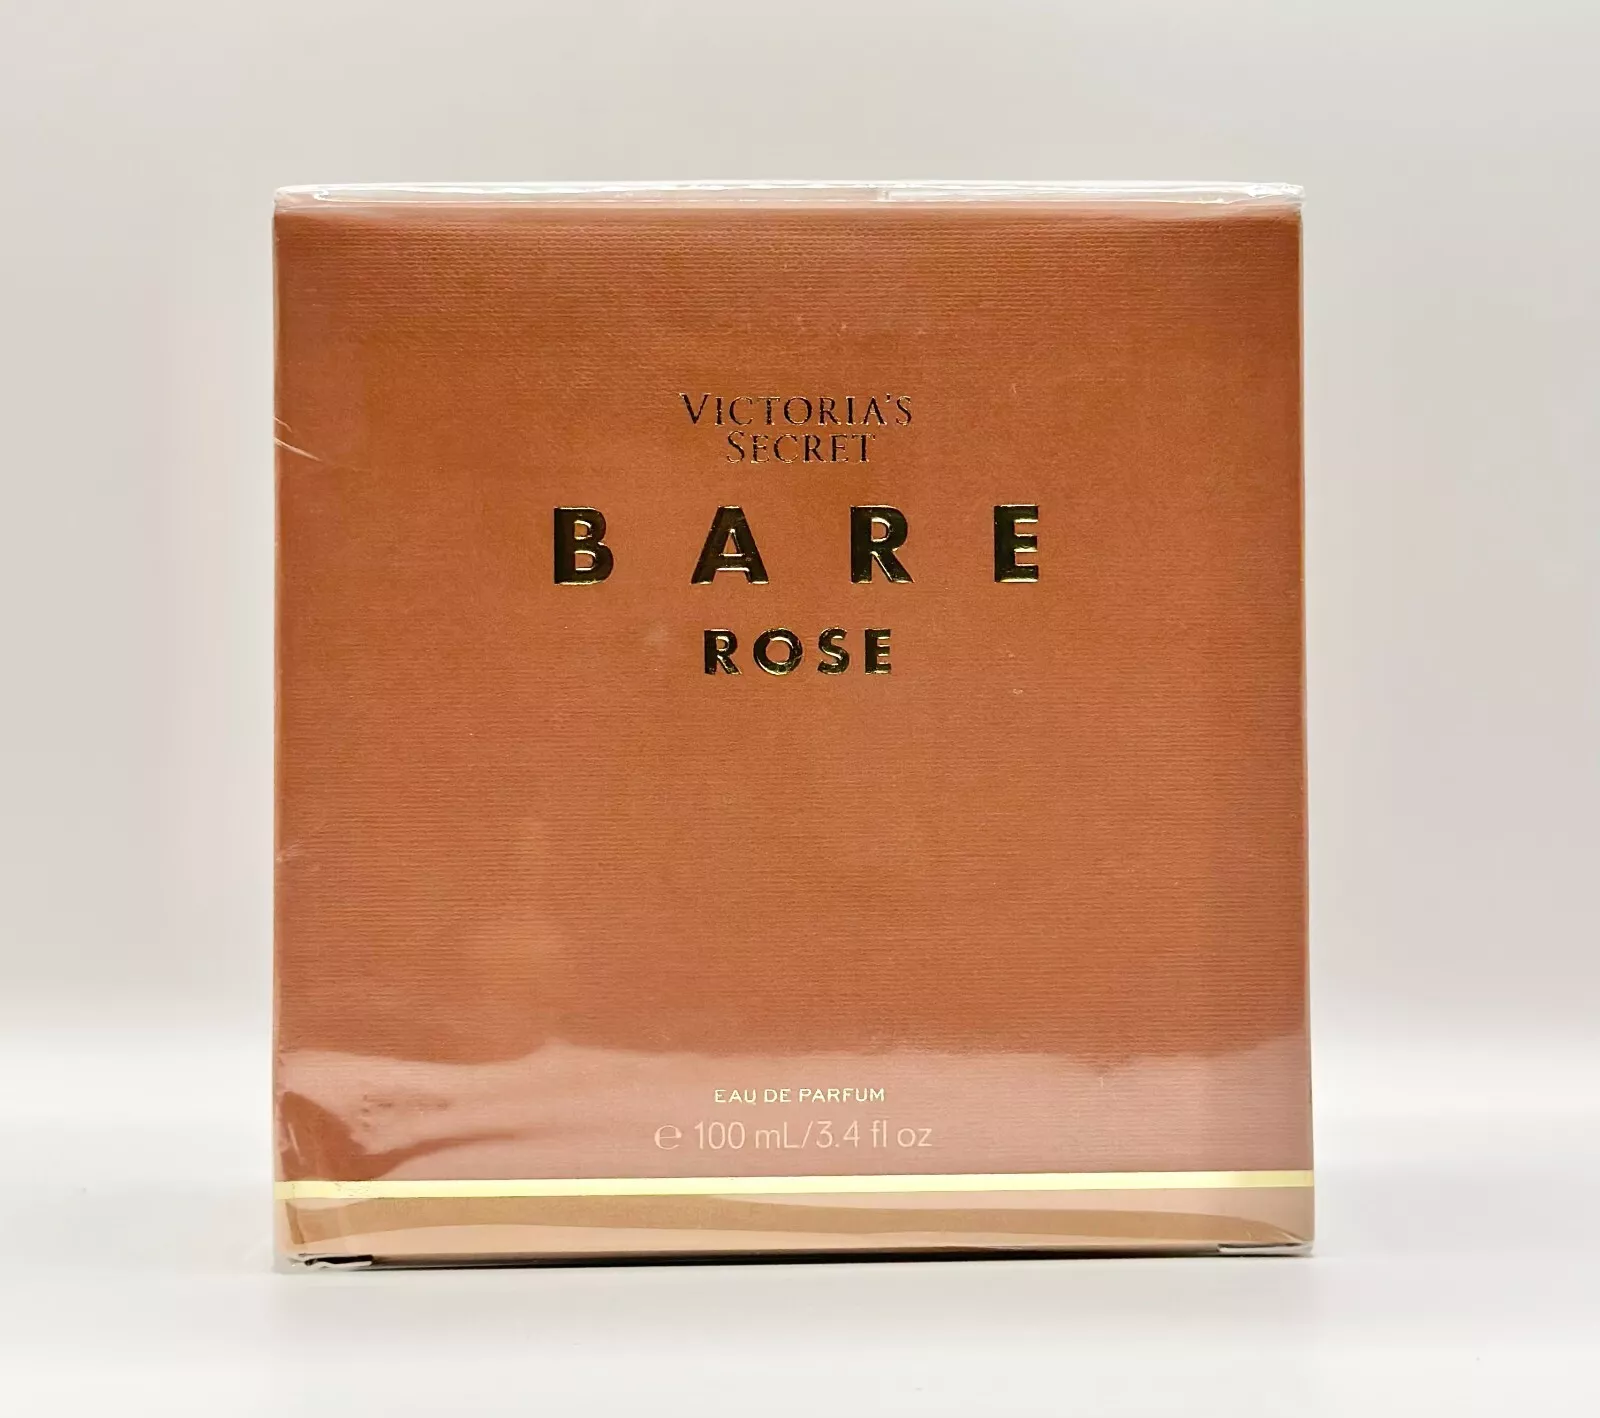 VICTORIA'S
SECRET
BARE
ROSE
EAU DE PARFUM
℮ 100 mL/3.4 fl oz